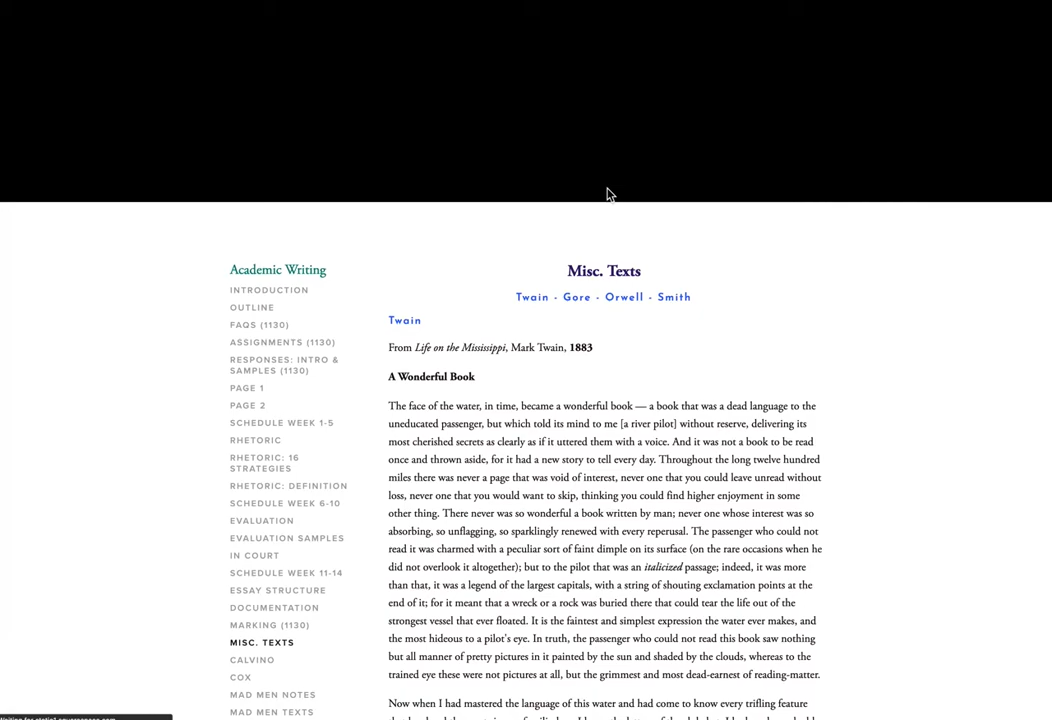 Academic Writing
INTRODUCTION
OUTLINE
FAQS (1130)
ASSIGNMENTS (1130)
RESPONSES: INTRO &
SAMPLES (1130)
PAGE 1
PAGE 2
SCHEDULE WEEK 1-5
RHETORIC
RHETORIC: 16
STRATEGIES
RHETORIC: DEFINITION
SCHEDULE WEEK 6-10
EVALUATION
EVALUATION SAMPLES
IN COURT
SCHEDULE WEEK 11-14
ESSAY STRUCTURE
DOCUMENTATION
MARKING (1130)
MISC. TEXTS
CALVINO
COX
MAD MEN NOTES
MAD MEN TEXTS
Misc. Texts
Twain - Gore - Orwell - Smith
Twain
From Life on the Mississippi, Mark Twain, 1883
A Wonderful Book
The face of the water, in time, became a wonderful book — a book that was a dead language to the
uneducated passenger, but which told its mind to me [a river pilot] without reserve, delivering its
most cherished secrets as clearly as if it uttered them with a voice. And it was not a book to be read
once and thrown aside, for it had a new story to tell every day. Throughout the long twelve hundred
miles there was never a page that was void of interest, never one that you could leave unread without
loss, never one that you would want to skip, thinking you could find higher enjoyment in some
other thing. There never was so wonderful a book written by man; never one whose interest was so
absorbing, so unflagging, so sparklingly renewed with every reperusal. The passenger who could not
read it was charmed with a peculiar sort of faint dimple on its surface (on the rare occasions when he
did not overlook it altogether); but to the pilot that was an italicized passage; indeed, it was more
than that, it was a legend of the largest capitals, with a string of shouting exclamation points at the
end of it; for it meant that a wreck or a rock was buried there that could tear the life out of the
strongest vessel that ever floated. It is the faintest and simplest expression the water ever makes, and
the most hideous to a pilot's eye. In truth, the passenger who could not read this book saw nothing
but all manner of pretty pictures in it painted by the sun and shaded by the clouds, whereas to the
trained eye these were not pictures at all, but the grimmest and most dead-earnest of reading-matter.
Now when I had mastered the language of this water and had come to know every trifling feature